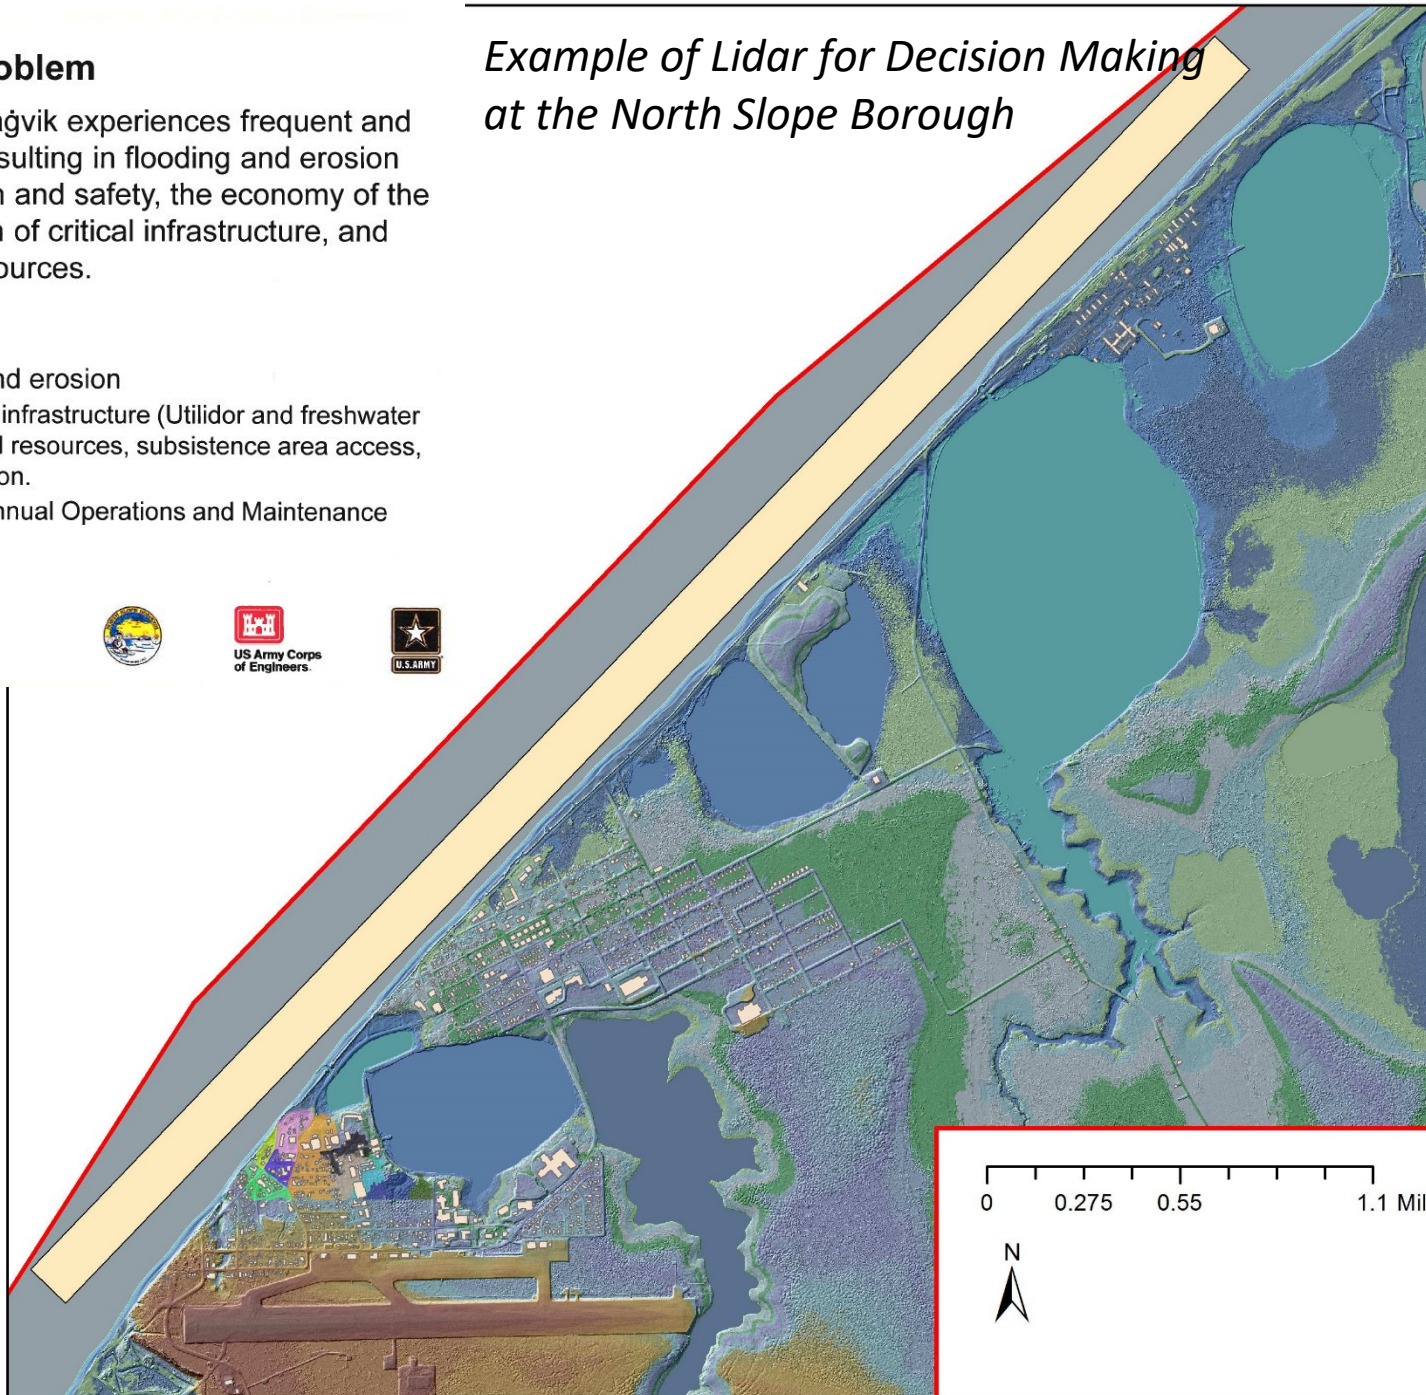 Example of Lidar for Decision Making
at the North Slope Borough
oblem
aġvik experiences frequent and
sulting in flooding and erosion
n and safety, the economy of the
n of critical infrastructure, and
ources.
nd erosion
infrastructure (Utilidor and freshwater
l resources, subsistence area access,
on.
nnual Operations and Maintenance
US Army Corps
of Engineers.
U.S.ARMY
17
0 0.275 0.55 1.1 Mil
N